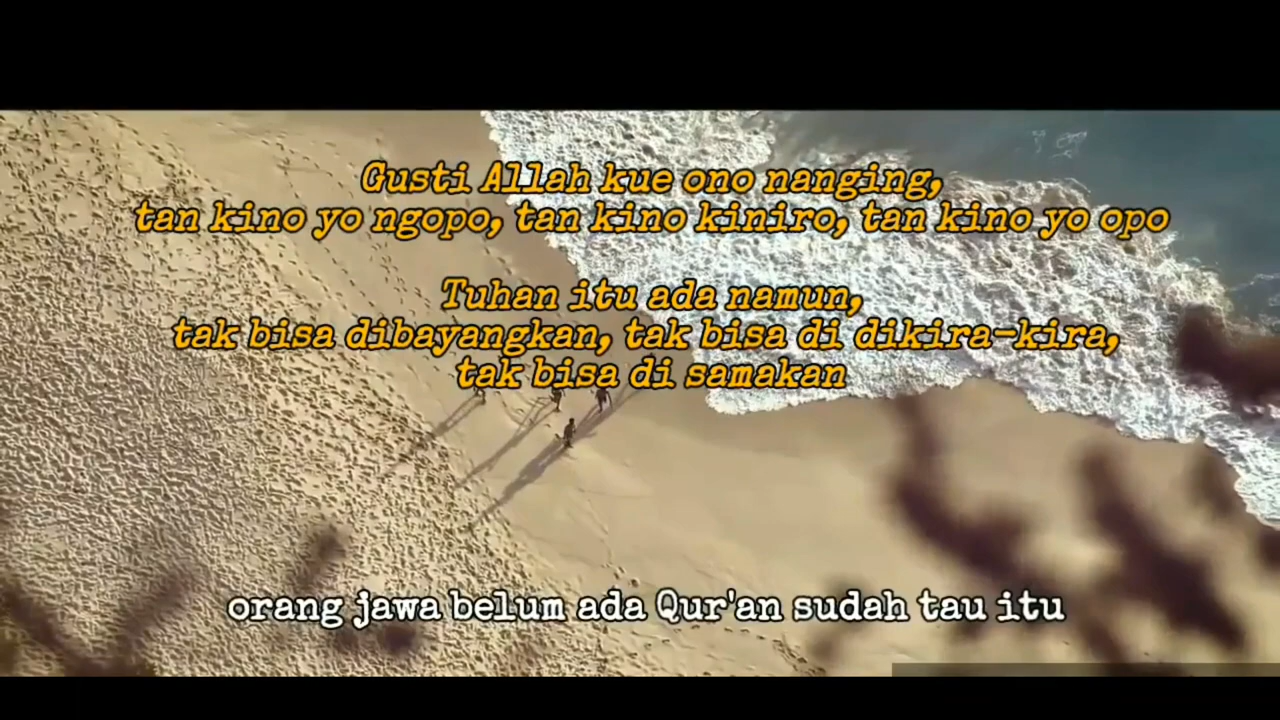 Gusti Allah kue ono nanging,
tan kino yo ngopo, tan kino kiniro, tan kino yo opo
Tuhan itu ada namun,
tak bisa dibayangkan, tak bisa di dikira-kira,
tak bisa di samakan
orang jawa belum ada Qur'an sudah tau itu